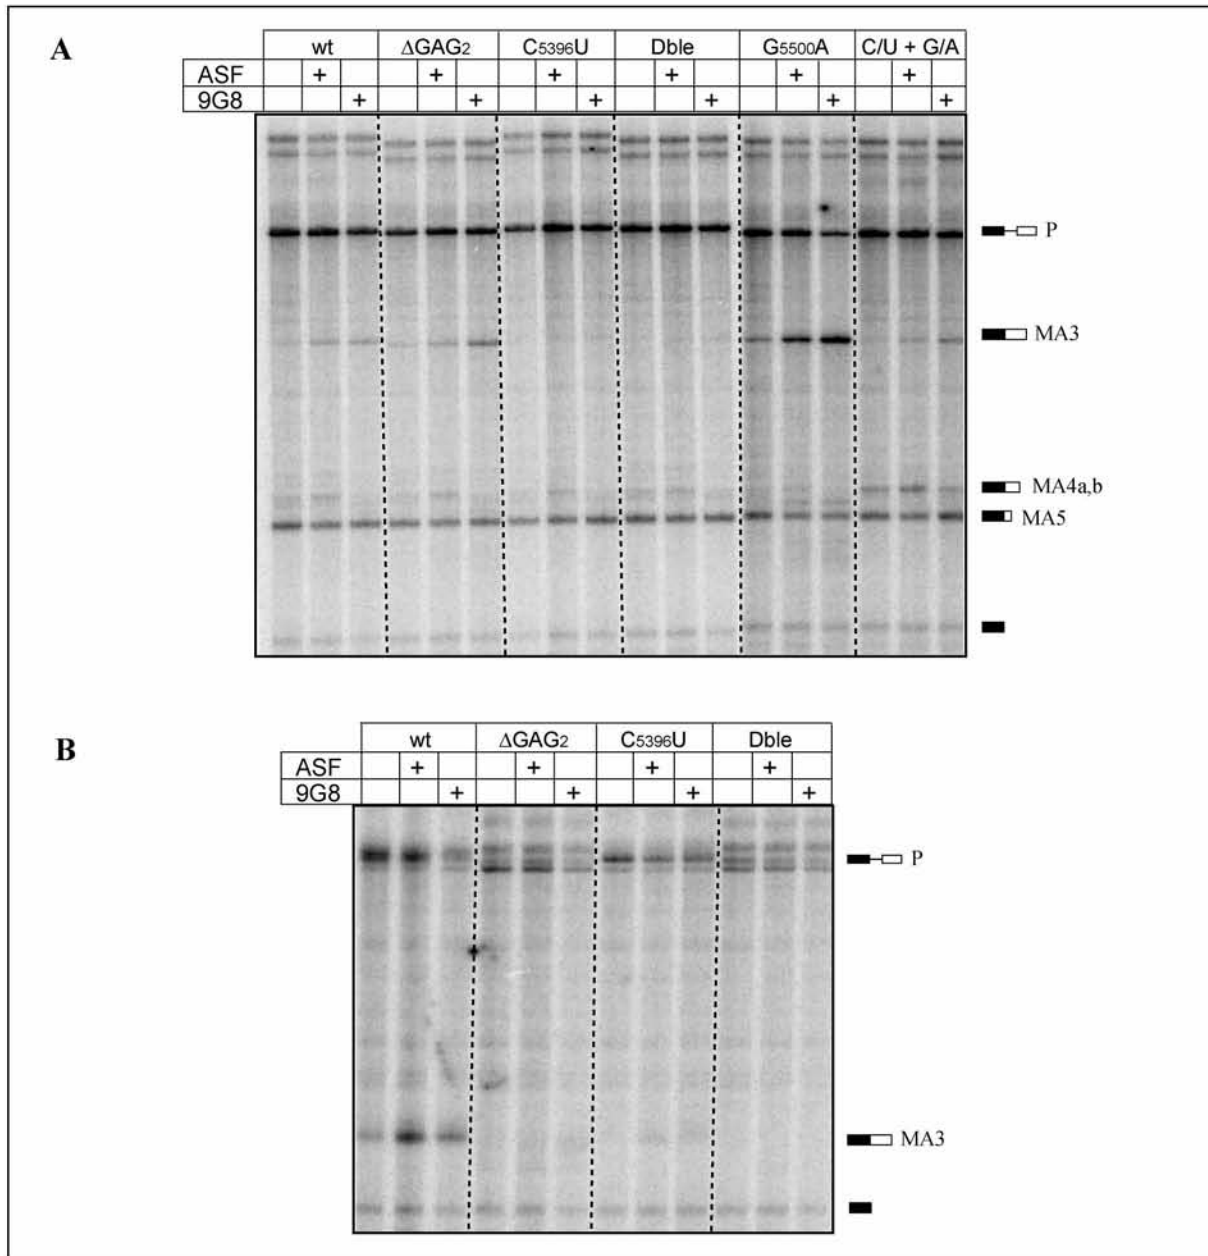 A
wt ΔGAG2 C5396U Dble G5500A C/U + G/A
ASF + + + + + +
9G8 + + + + + +
P
MA3
MA4a,b
MA5
B
wt ΔGAG2 C5396U Dble
ASF + + + +
9G8 + + + +
P
MA3